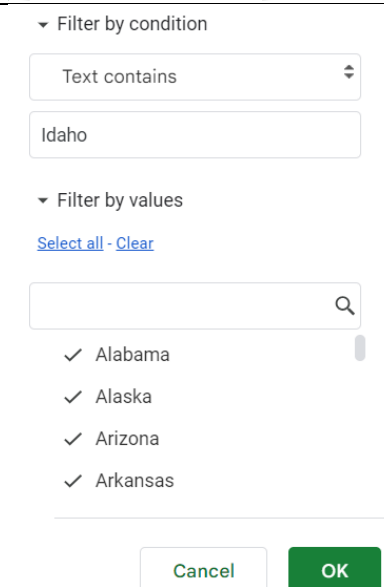 Filter by condition
Text contains
Idaho
Filter by values
Select all - Clear
Alabama
Alaska
Arizona
Arkansas
Cancel OK